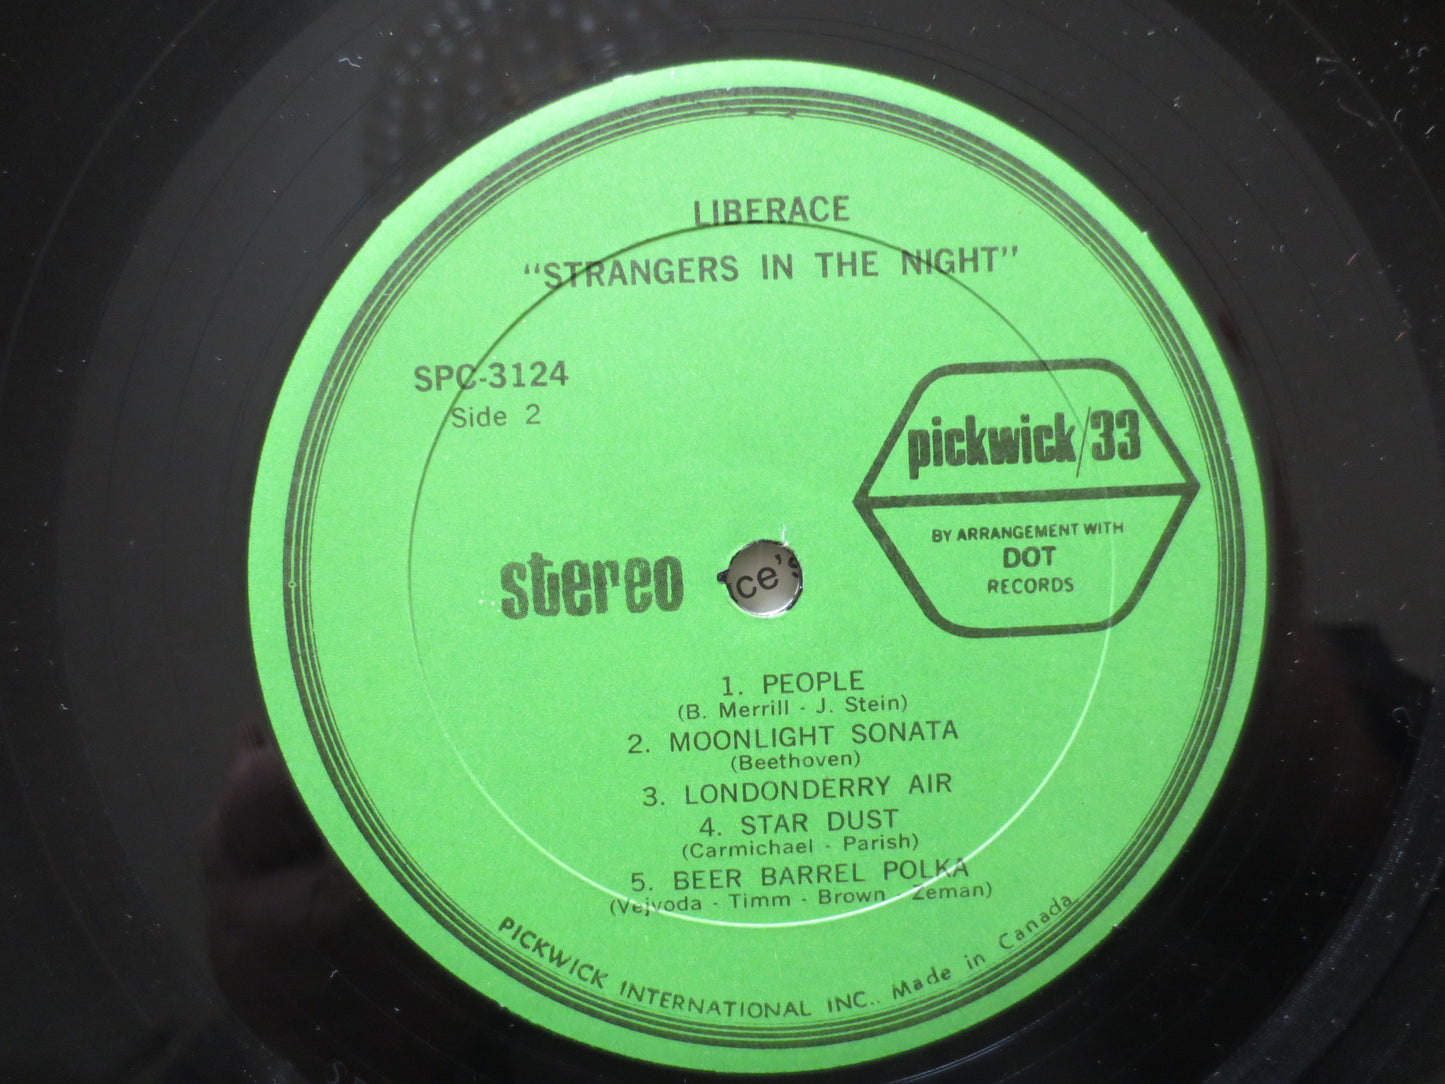 LIBERACE
"STRANGERS IN THE NIGHT"
SPC-3124
Side 2
pickwick/33
BY ARRANGEMENT WITH
DOT
RECORDS
stereo
ce's
1. PEOPLE
(B. Merrill - J. Stein)
2. MOONLIGHT SONATA
(Beethoven)
3. LONDONDERRY AIR
4. STAR DUST
(Carmichael - Parish)
5. BEER BARREL POLKA
(Vejvoda - Timm - Brown Zeman)
PICKWICK INTERNATIONAL INC.. Made in Canada.